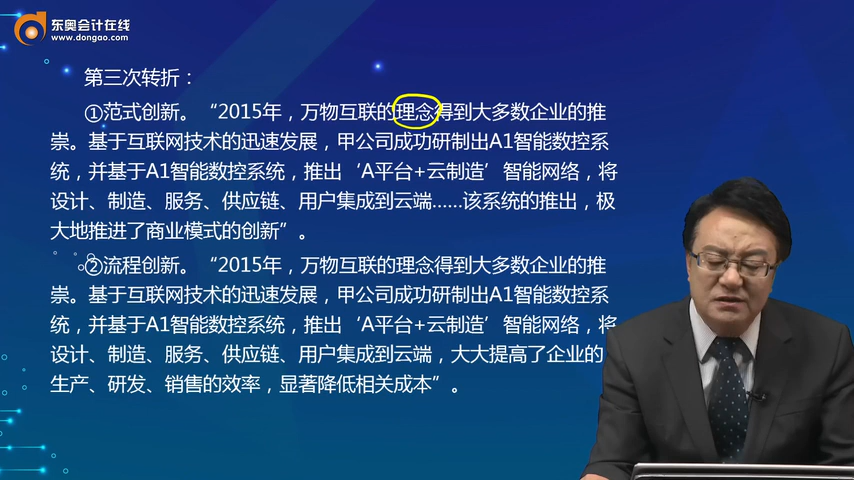 东奥会计在线
www.dongao.com
第三次转折：
①范式创新。“2015年，万物互联的理念得到大多数企业的推
崇。基于互联网技术的迅速发展，甲公司成功研制出A1智能数控系
统，并基于A1智能数控系统，推出‘A平台+云制造’智能网络，将
设计、制造、服务、供应链、用户集成到云端……该系统的推出，极
大地推进了商业模式的创新”。
②流程创新。“2015年，万物互联的理念得到大多数企业的推
崇。基于互联网技术的迅速发展，甲公司成功研制出A1智能数控系
统，并基于A1智能数控系统，推出‘A平台+云制造’智能网络，将
设计、制造、服务、供应链、用户集成到云端，大大提高了企业的
生产、研发、销售的效率，显著降低相关成本”。